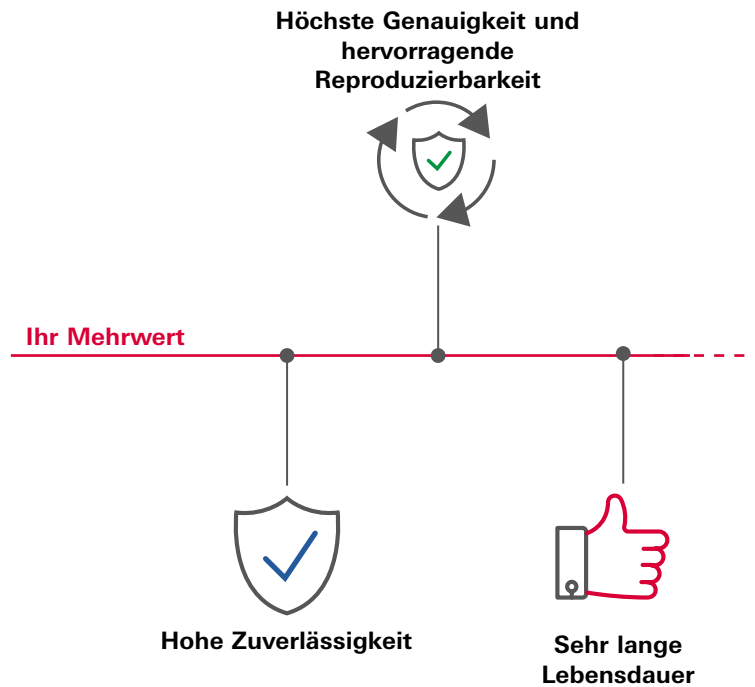 Höchste Genauigkeit und
hervorragende
Reproduzierbarkeit
Ihr Mehrwert
Hohe Zuverlässigkeit
Sehr lange
Lebensdauer